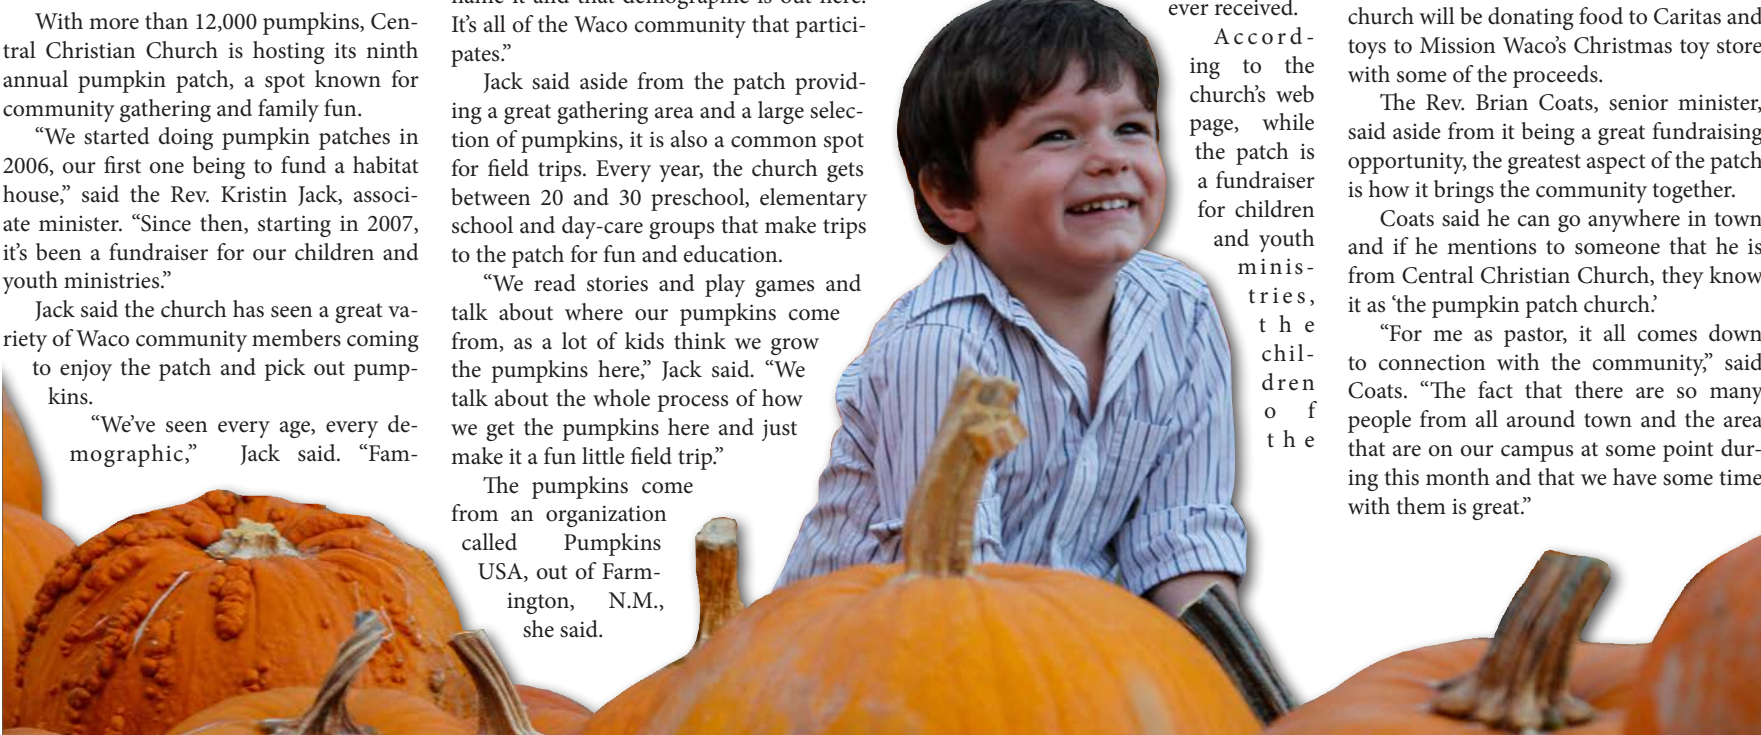 With more than 12,000 pumpkins, Cen-
tral Christian Church is hosting its ninth
annual pumpkin patch, a spot known for
community gathering and family fun.
“We started doing pumpkin patches in
2006, our first one being to fund a habitat
house,” said the Rev. Kristin Jack, associ-
ate minister. “Since then, starting in 2007,
it’s been a fundraiser for our children and
youth ministries.”
Jack said the church has seen a great va-
riety of Waco community members coming
to enjoy the patch and pick out pump-
kins.
“We’ve seen every age, every de-
mographic,” Jack said. “Fam-
name it and that demographic is out here.
It’s all of the Waco community that partici-
pates.”
Jack said aside from the patch provid-
ing a great gathering area and a large selec-
tion of pumpkins, it is also a common spot
for field trips. Every year, the church gets
between 20 and 30 preschool, elementary
school and day-care groups that make trips
to the patch for fun and education.
“We read stories and play games and
talk about where our pumpkins come
from, as a lot of kids think we grow
the pumpkins here,” Jack said. “We
talk about the whole process of how
we get the pumpkins here and just
make it a fun little field trip.”
The pumpkins come
from an organization
called Pumpkins
USA, out of Farm-
ington, N.M.,
she said.
ever received.
Accord-
ing to the
church’s web
page, while
the patch is
a fundraiser
for children
and youth
minis-
tries,
the
chil-
dren
of
the
church will be donating food to Caritas and
toys to Mission Waco’s Christmas toy store
with some of the proceeds.
The Rev. Brian Coats, senior minister,
said aside from it being a great fundraising
opportunity, the greatest aspect of the patch
is how it brings the community together.
Coats said he can go anywhere in town
and if he mentions to someone that he is
from Central Christian Church, they know
it as ‘the pumpkin patch church.’
“For me as pastor, it all comes down
to connection with the community,” said
Coats. “The fact that there are so many
people from all around town and the area
that are on our campus at some point dur-
ing this month and that we have some time
with them is great.”